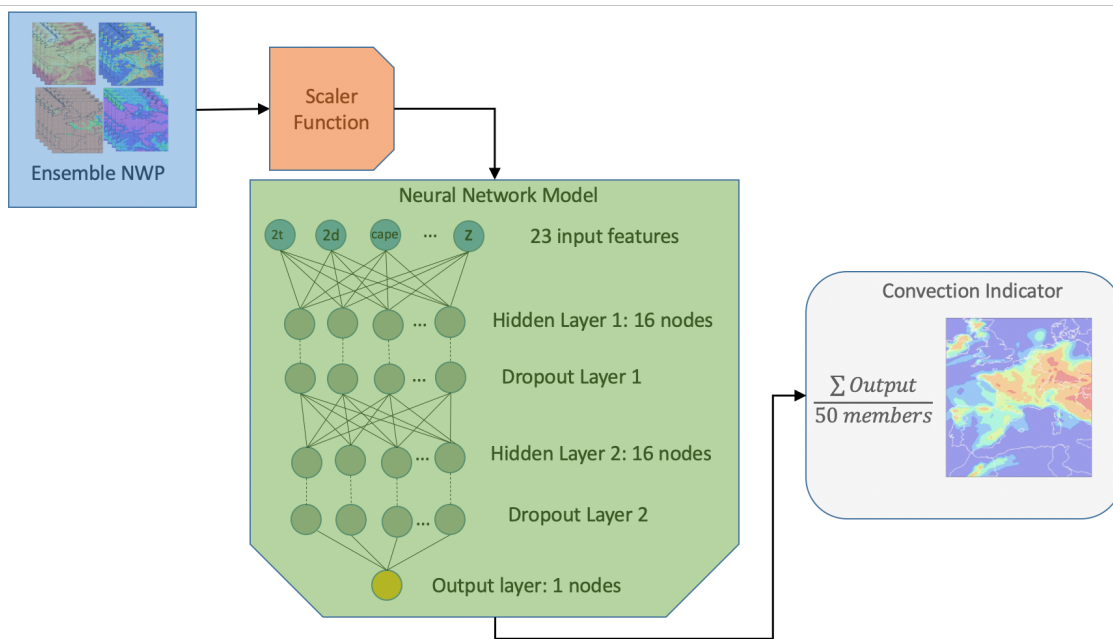 Ensemble NWP
Scaler
Function
Neural Network Model
2t 2d cape ... Z 23 input features
... Hidden Layer 1: 16 nodes
... Dropout Layer 1
... Hidden Layer 2: 16 nodes
... Dropout Layer 2
Output layer: 1 nodes
Convection Indicator
∑ Output
50 members